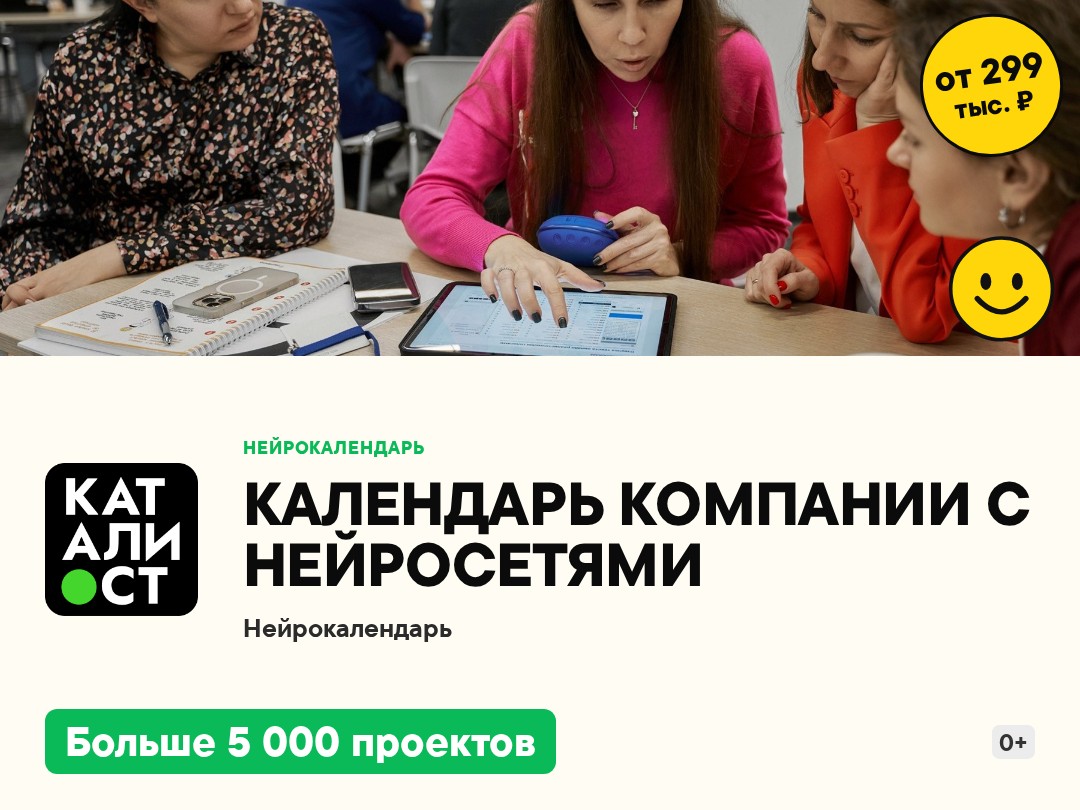 от 299
тыс. ₽
НЕЙРОКАЛЕНДАРЬ
КАТ
АЛИ
СТ
КАЛЕНДАРЬ КОМПАНИИ С
НЕЙРОСЕТЯМИ
Нейрокалендарь
Больше 5 000 проектов
0+